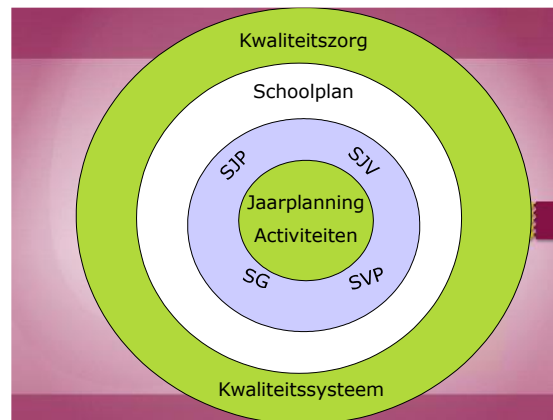 Kwaliteitszorg
Schoolplan
SJP
SJV
Jaarplanning
Activiteiten
SG
SVP
Kwaliteitssysteem